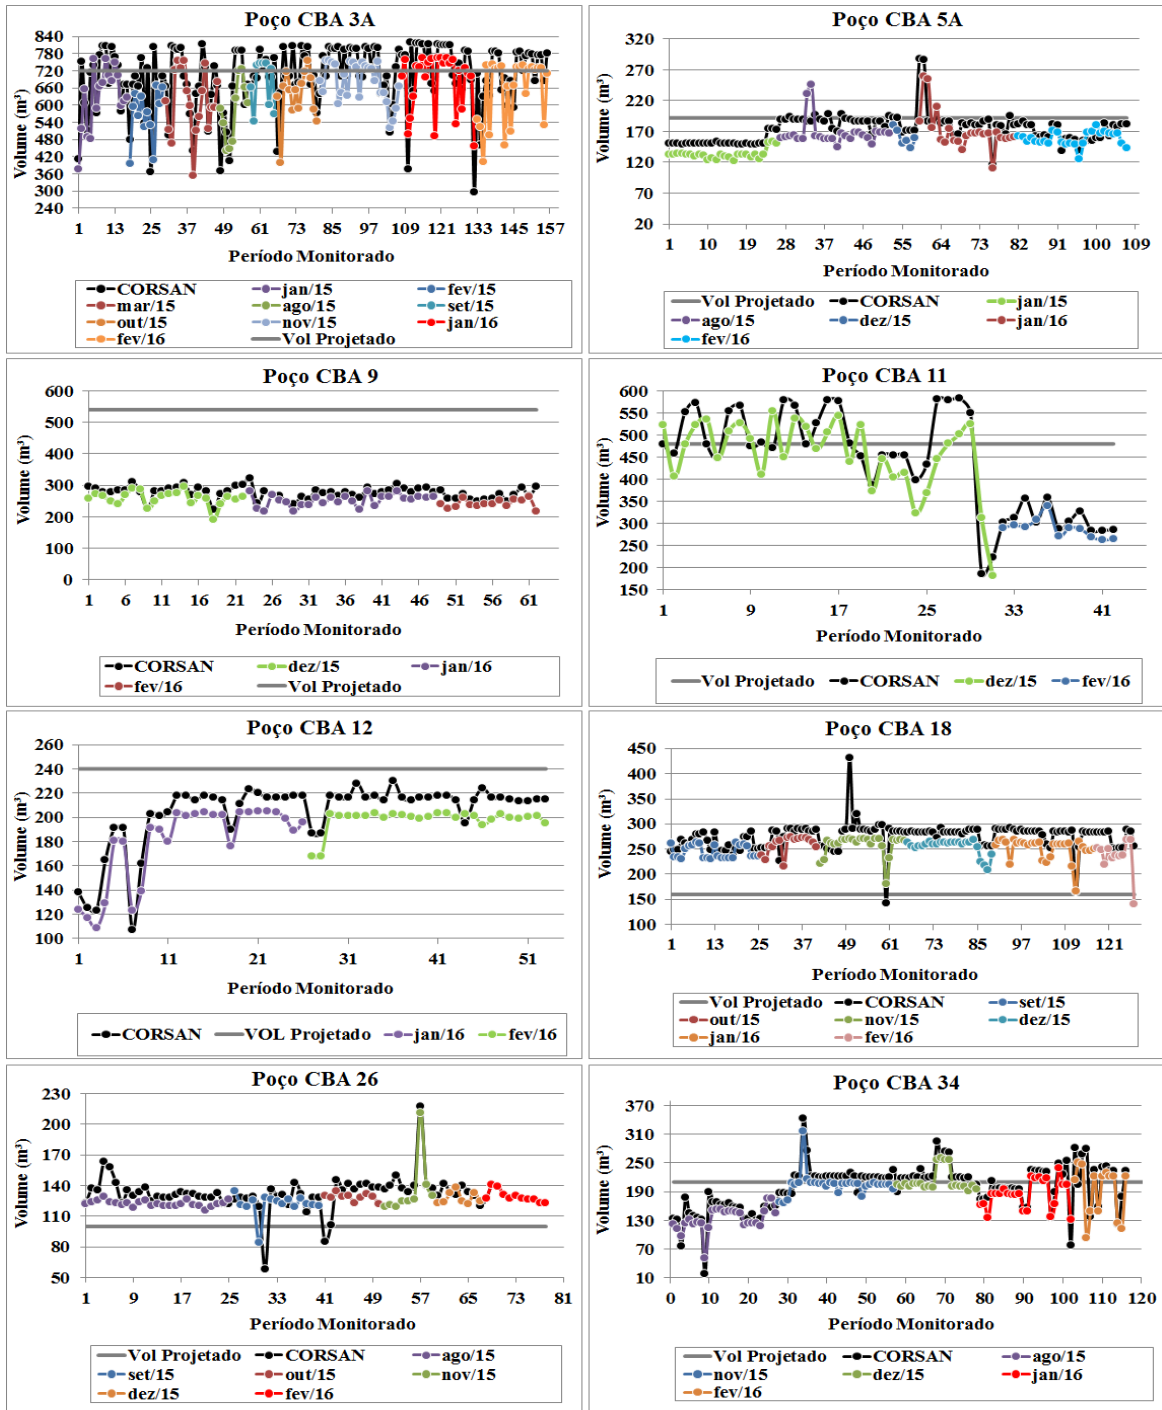 Poço CBA 3A
Volume (m³)
840
780
720
660
600
540
480
420
360
300
240
1 13 25 37 49 61 73 85 97 109 121 133 145 157
Período Monitorado
CORSAN jan/15 fev/15
mar/15 ago/15 set/15
out/15 nov/15 jan/16
fev/16 Vol Projetado
Poço CBA 5A
Volume (m³)
320
270
220
170
120
70
20
1 10 19 28 37 46 55 64 73 82 91 100 109
Período Monitorado
Vol Projetado CORSAN jan/15
ago/15 dez/15 jan/16
fev/16
Poço CBA 9
Volume (m³)
600
500
400
300
200
100
0
1 6 11 16 21 26 31 36 41 46 51 56 61
Período Monitorado
CORSAN dez/15 jan/16
fev/16 Vol Projetado
Poço CBA 11
Volume (m³)
600
550
500
450
400
350
300
250
200
150
1 9 17 25 33 41
Período Monitorado
Vol Projetado CORSAN dez/15 fev/16
Poço CBA 12
Volume (m³)
260
240
220
200
180
160
140
120
100
1 11 21 31 41 51
Período Monitorado
CORSAN VOL Projetado jan/16 fev/16
Poço CBA 18
Volume (m³)
450
400
350
300
250
200
150
100
1 13 25 37 49 61 73 85 97 109 121
Período Monitorado
Vol Projetado CORSAN set/15
out/15 nov/15 dez/15
jan/16 fev/16
Poço CBA 26
Volume (m³)
230
210
170
150
130
110
90
50
1 9 17 25 33 41 49 57 65 73 81
Período Monitorado
Vol Projetado CORSAN ago/15
set/15 out/15 nov/15
dez/15 fev/16
Poço CBA 34
Volume (m³)
370
310
250
190
130
70
10
0 10 20 30 40 50 60 70 80 90 100 110 120
Período Monitorado
Vol Projetado CORSAN ago/15
nov/15 dez/15 jan/16
fev/16